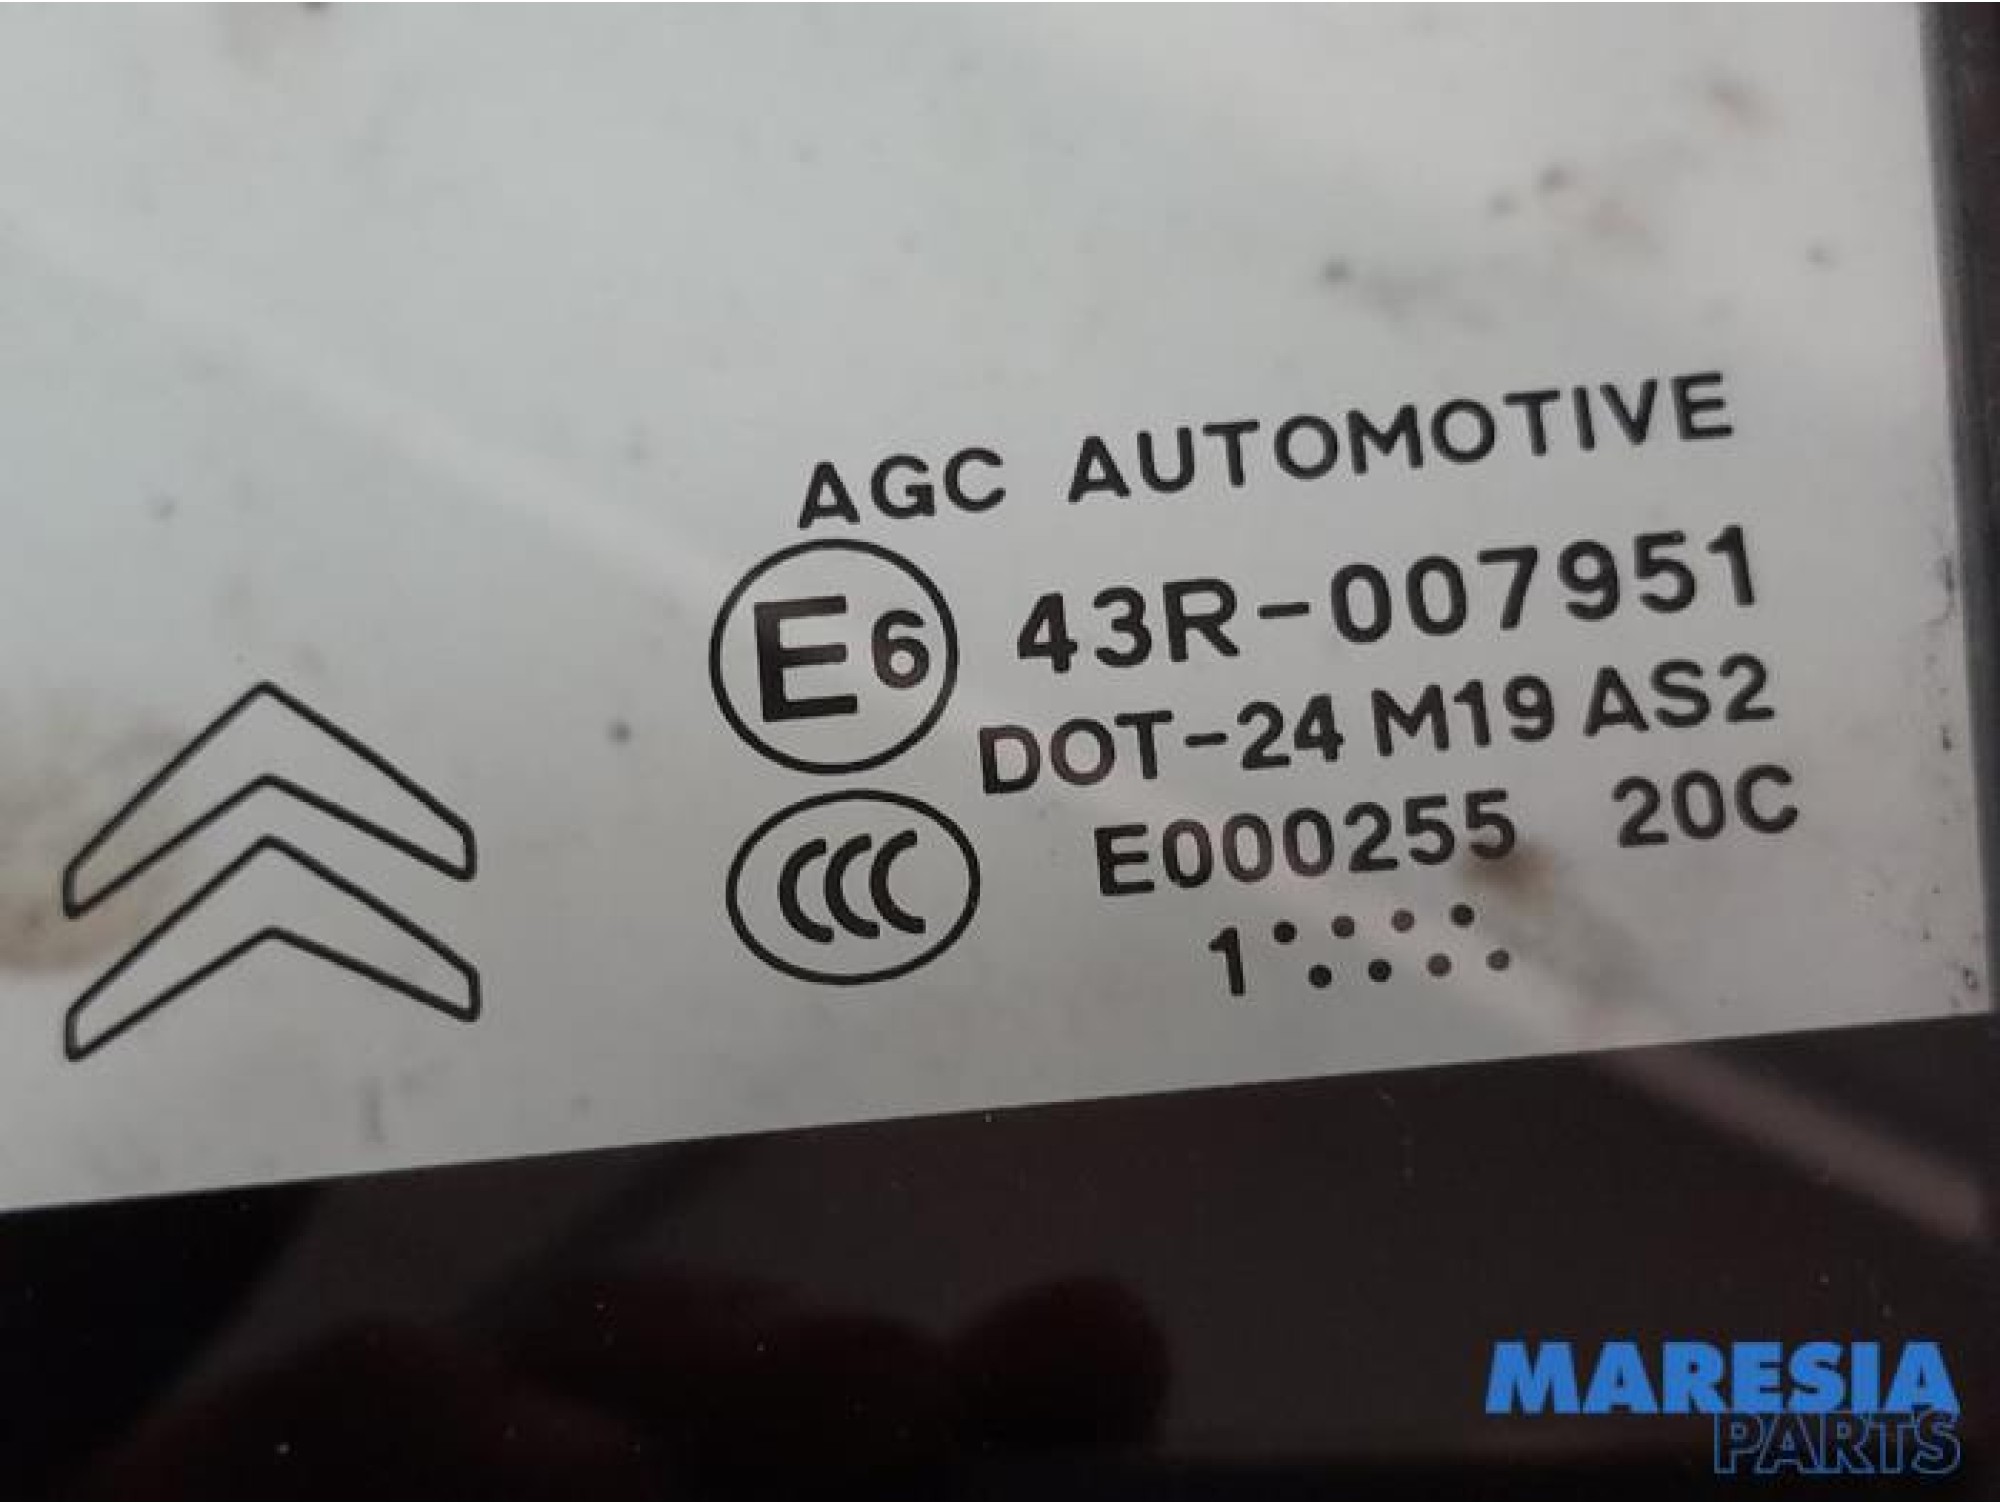 AGC AUTOMOTIVE
E6 43R-007951
DOT-24 M19 AS2
CCC E000255 20C
1
MARESIA
PARTS